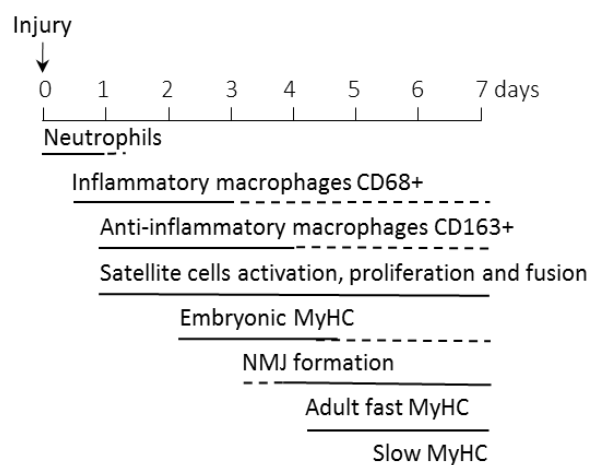 Injury
0 1 2 3 4 5 6 7 days
Neutrophils
Inflammatory macrophages CD68+
Anti-inflammatory macrophages CD163+
Satellite cells activation, proliferation and fusion
Embryonic MyHC
NMJ formation
Adult fast MyHC
Slow MyHC